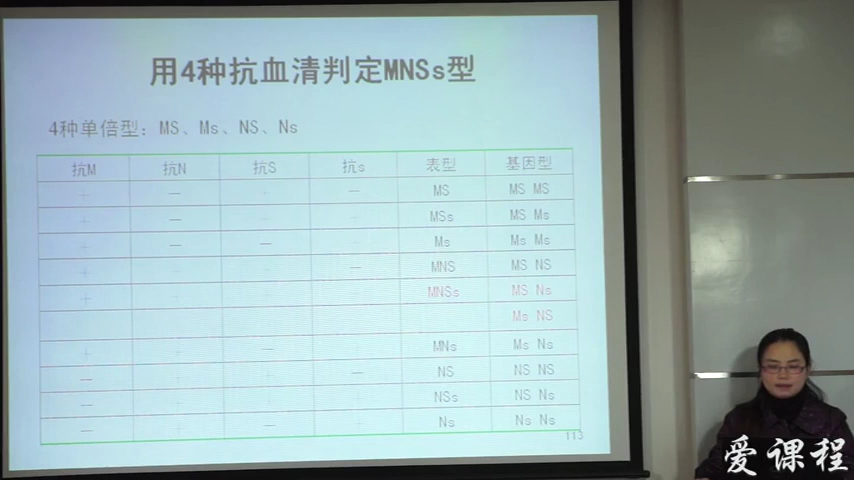 用4种抗血清判定MNSs型
4种单倍型：MS、Ms、NS、Ns
抗M 抗N 抗S 抗s 表型 基因型
+ — + — MS MS MS
+ — + + MSs MS Ms
+ — — + Ms Ms Ms
+ + + — MNS MS NS
+ + + + MNSs MS Ns
Ms NS
+ + — + MNs Ms Ns
— + + — NS NS NS
— + + + NSs NS Ns
— + — + Ns Ns Ns
113
爱课程